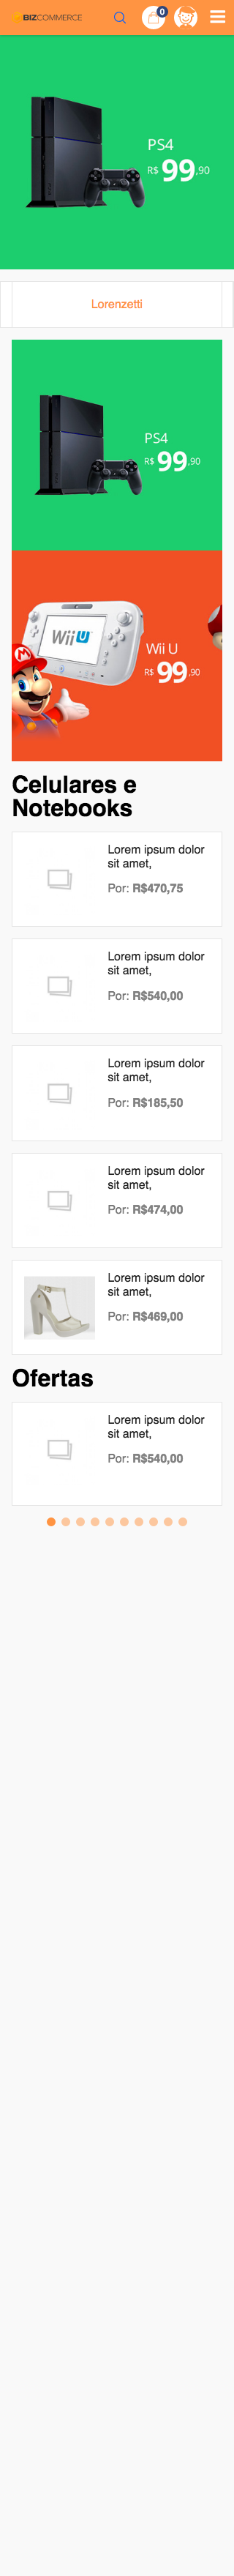 BIZCOMMERCE
0
PS4
R$ 99,90
Lorenzetti
PS4
R$ 99,90
Wii U
Wii U
R$ 99,90
M
Celulares e
Notebooks
Lorem ipsum dolor
sit amet,
Por: R$470,75
Lorem ipsum dolor
sit amet,
Por: R$540,00
Lorem ipsum dolor
sit amet,
Por: R$185,50
Lorem ipsum dolor
sit amet,
Por: R$474,00
Lorem ipsum dolor
sit amet,
Por: R$469,00
Ofertas
Lorem ipsum dolor
sit amet,
Por: R$540,00